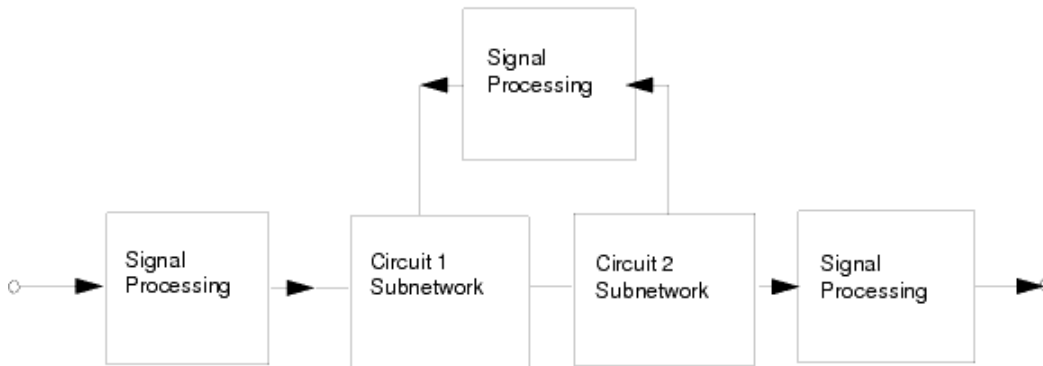 Signal
Processing
Signal
Processing
Circuit 1
Subnetwork
Circuit 2
Subnetwork
Signal
Processing